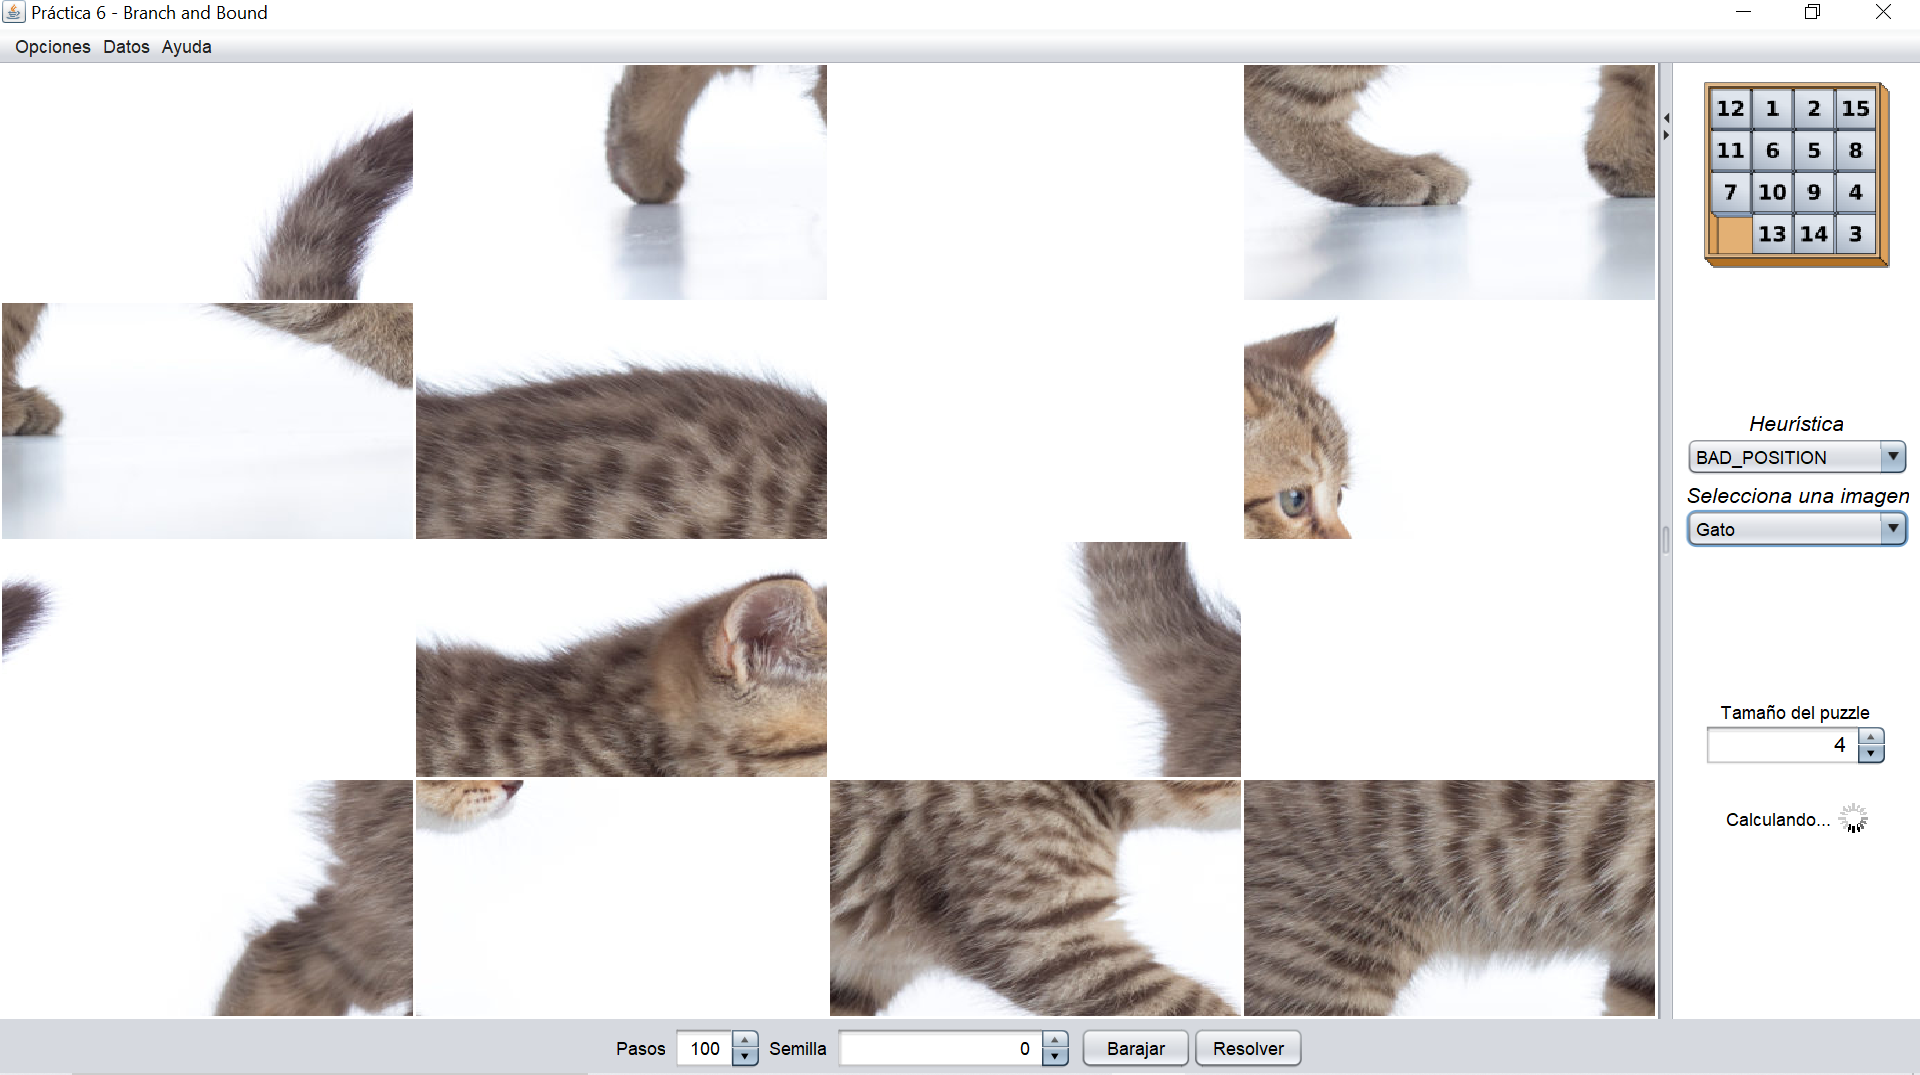 Práctica 6 - Branch and Bound
Opciones Datos Ayuda
12 1 2 15
11 6 5 8
7 10 9 4
13 14 3
Heurística
BAD_POSITION
Selecciona una imagen
Gato
Tamaño del puzzle
4
Calculando...
Pasos 100 Semilla 0 Barajar Resolver